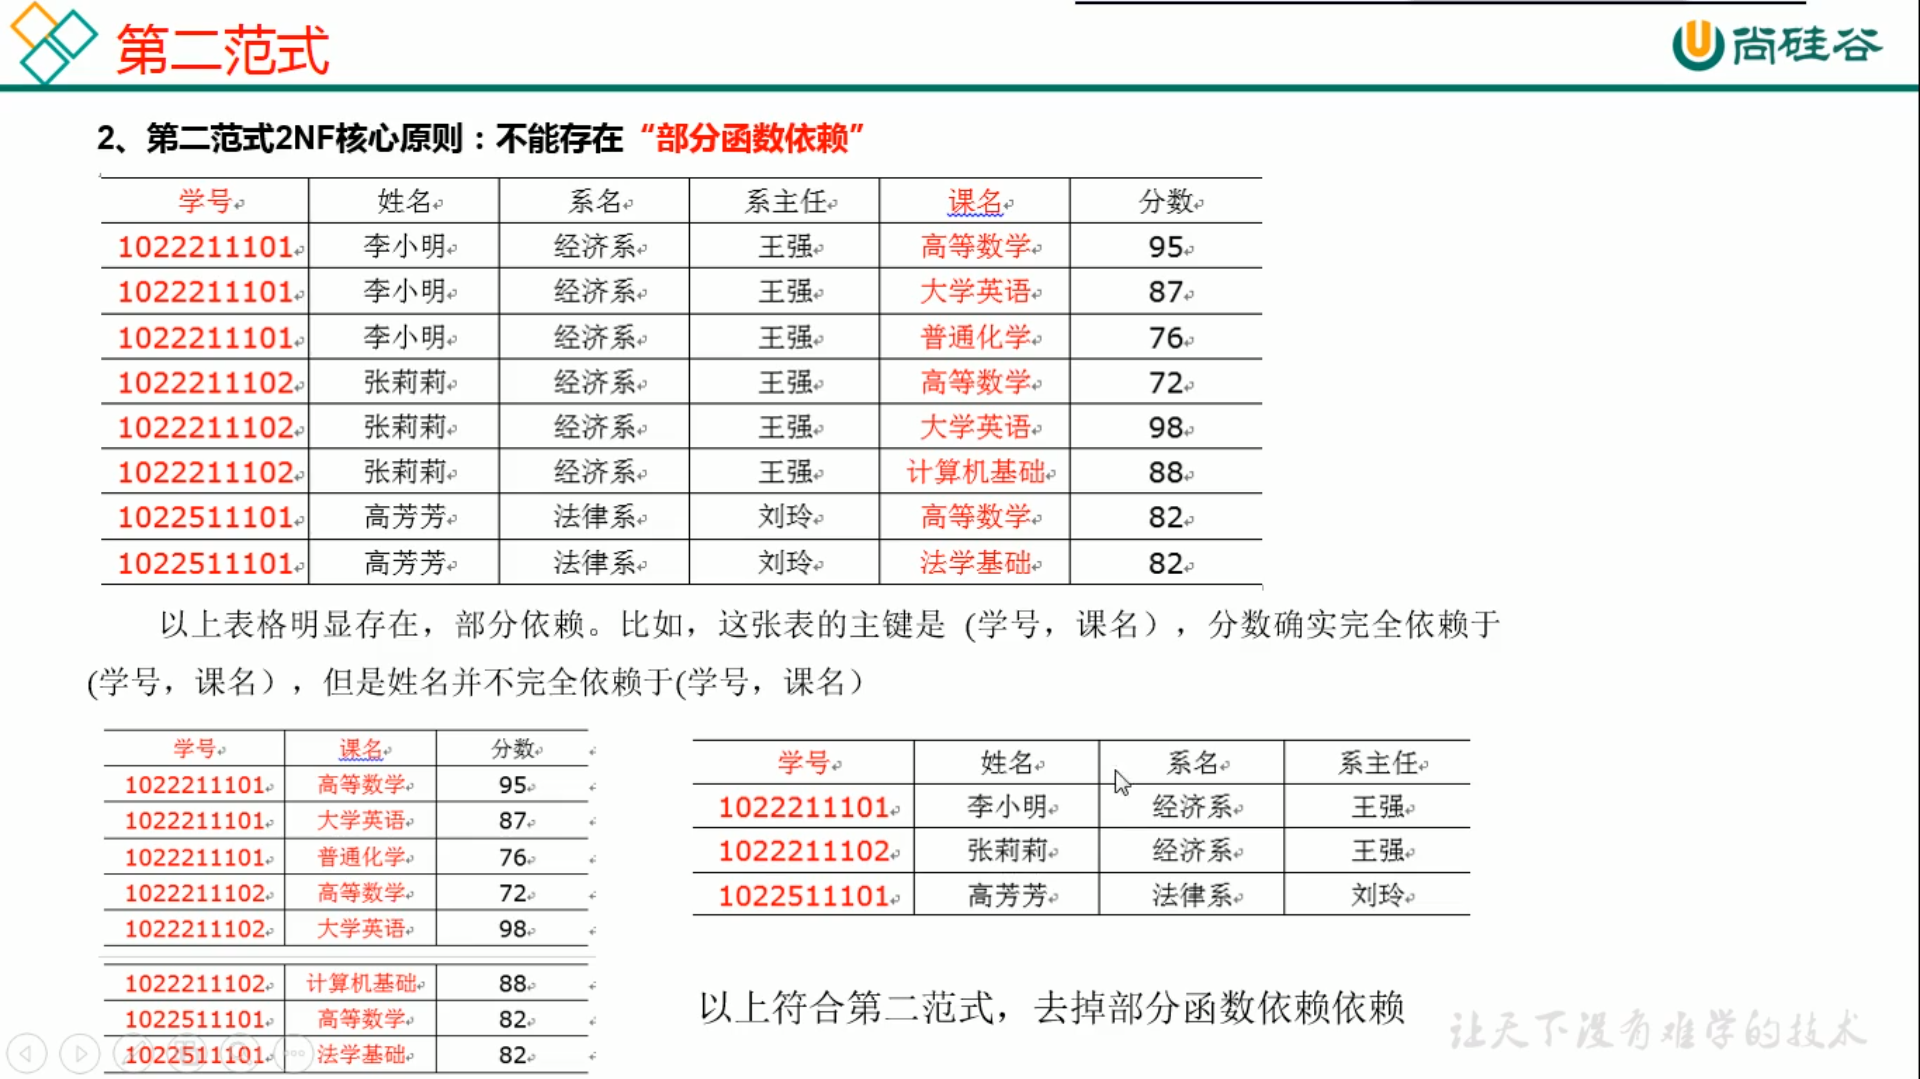 第二范式
尚硅谷
2、第二范式2NF核心原则：不能存在“部分函数依赖”
学号 姓名 系名 系主任 课名 分数
1022211101 李小明 经济系 王强 高等数学 95
1022211101 李小明 经济系 王强 大学英语 87
1022211101 李小明 经济系 王强 普通化学 76
1022211102 张莉莉 经济系 王强 高等数学 72
1022211102 张莉莉 经济系 王强 大学英语 98
1022211102 张莉莉 经济系 王强 计算机基础 88
1022511101 高芳芳 法律系 刘玲 高等数学 82
1022511101 高芳芳 法律系 刘玲 法学基础 82
以上表格明显存在，部分依赖。比如，这张表的主键是 (学号，课名），分数确实完全依赖于
(学号，课名），但是姓名并不完全依赖于(学号，课名）
学号 课名 分数
1022211101 高等数学 95
1022211101 大学英语 87
1022211101 普通化学 76
1022211102 高等数学 72
1022211102 大学英语 98
1022211102 计算机基础 88
1022511101 高等数学 82
1022511101 法学基础 82
学号 姓名 系名 系主任
1022211101 李小明 经济系 王强
1022211102 张莉莉 经济系 王强
1022511101 高芳芳 法律系 刘玲
以上符合第二范式，去掉部分函数依赖依赖
让天下没有难学的技术